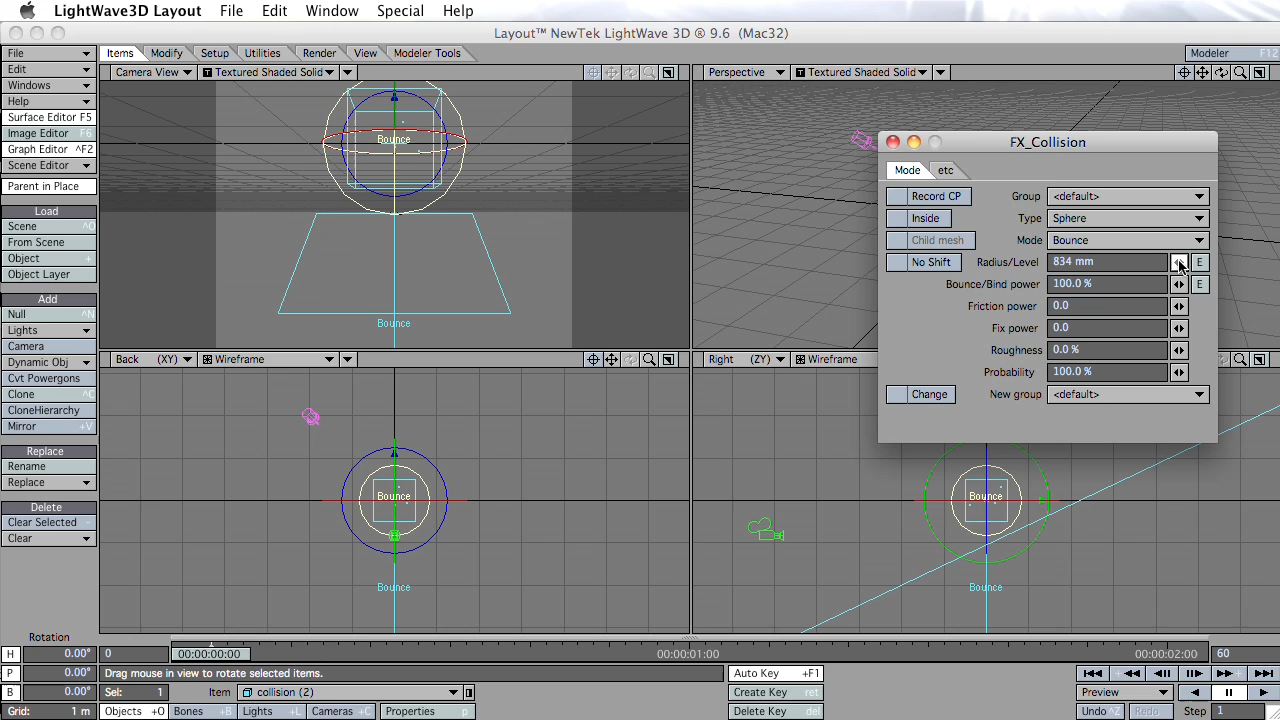 LightWave3D Layout File Edit Window Special Help
Layout™ NewTek LightWave 3D ® 9.6 (Mac32)
File Items Modify Setup Utilities Render View Modeler Tools Modeler F12
Edit
Windows
Help
Surface Editor F5
Image Editor F6
Graph Editor ^F2
Scene Editor
Parent in Place
Load
Scene ^O
From Scene
Object +
Object Layer
Add
Null ^N
Lights
Camera
Dynamic Obj
Cvt Powergons
Clone ^C
CloneHierarchy
Mirror +V
Replace
Rename
Replace
Delete
Clear Selected -
Clear
Camera View Textured Shaded Solid
Bounce
Bounce
Perspective Textured Shaded Solid
FX_Collision
Mode etc
Record CP Group <default>
Inside Type Sphere
Child mesh Mode Bounce
No Shift Radius/Level 834 mm E
Bounce/Bind power 100.0 % E
Friction power 0.0
Fix power 0.0
Roughness 0.0 %
Probability 100.0 %
Change New group <default>
Back (XY) Wireframe
Bounce
Bounce
Right (ZY) Wireframe
Bounce
Bounce
Rotation
H 0.00° 0 00:00:00:00 00:00:01:00 00:00:02:00 60
P 0.00° Drag mouse in view to rotate selected items. Auto Key +F1
B 0.00° Sel: 1 Item collision (2) Create Key ret Preview
Grid: 1 m Objects +O Bones +B Lights +L Cameras +C Properties p Delete Key del Undo ^Z Redo Step 1